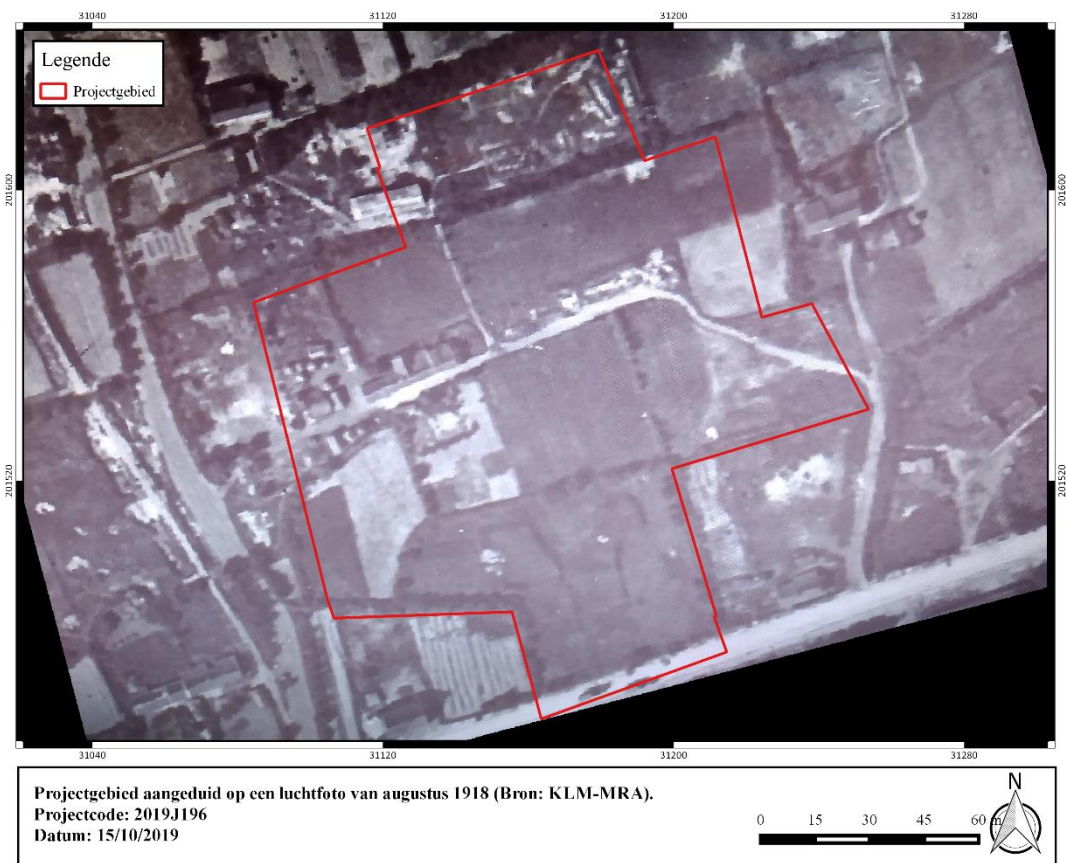 31040 31120 31200 31280
Legende
Projectgebied
201600 201600
201520 201520
31040 31120 31200 31280
Projectgebied aangeduid op een luchtfoto van augustus 1918 (Bron: KLM-MRA).
Projectcode: 2019J196
Datum: 15/10/2019
N
0 15 30 45 60 m